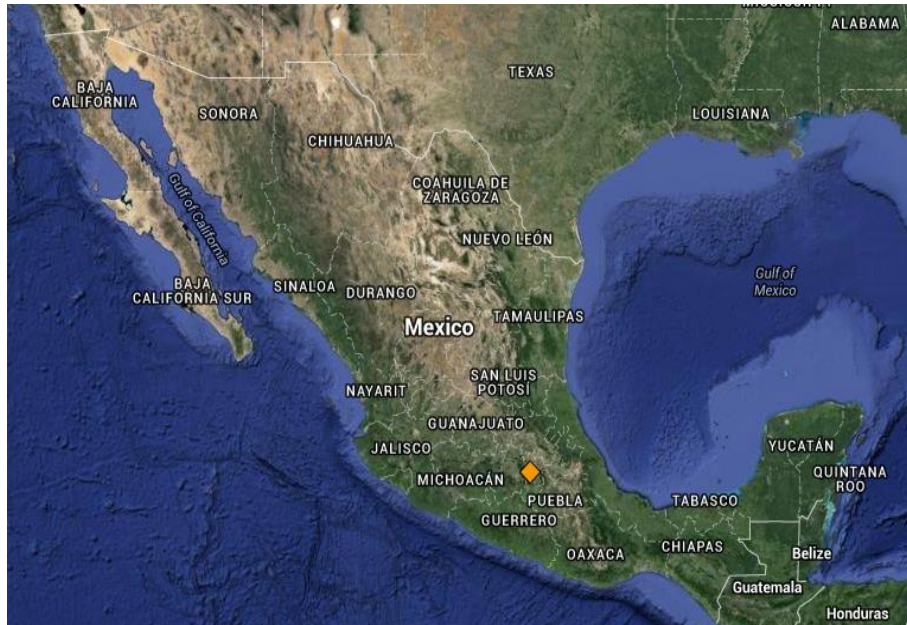 ALABAMA
TEXAS
BAJA
CALIFORNIA
SONORA
LOUISIANA
CHIHUAHUA
COAHUILA DE
ZARAGOZA
Gulf of California
NUEVO LEÓN
Gulf of
Mexico
BAJA
CALIFORNIA SUR
SINALOA
DURANGO
TAMAULIPAS
Mexico
SAN LUIS
POTOSÍ
NAYARIT
GUANAJUATO
JALISCO
YUCATÁN
MICHOACÁN
QUINTANA
ROO
PUEBLA
TABASCO
GUERRERO
OAXACA
CHIAPAS
Belize
Guatemala
Honduras